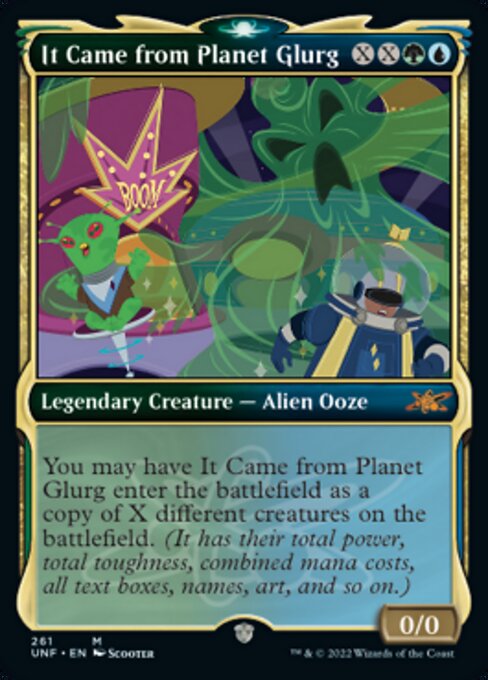 It Came from Planet Glurg XX
BOOM
Legendary Creature — Alien Ooze
You may have It Came from Planet
Glurg enter the battlefield as a
copy of X different creatures on the
battlefield. (It has their total power,
total toughness, combined mana costs,
all text boxes, names, art, and so on.)
0/0
261 M
UNF • EN SCOOTER
™ & © 2022 Wizards of the Coast